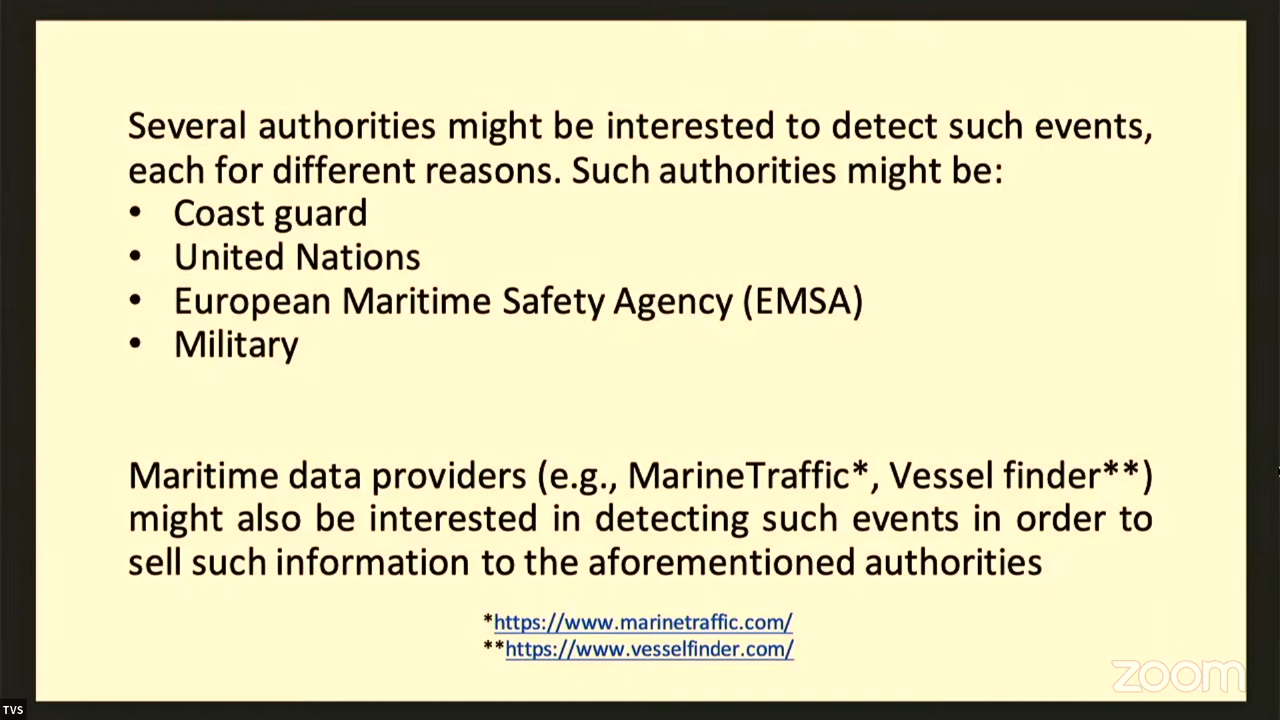 Several authorities might be interested to detect such events,
each for different reasons. Such authorities might be:
• Coast guard
• United Nations
• European Maritime Safety Agency (EMSA)
• Military
Maritime data providers (e.g., MarineTraffic*, Vessel finder**)
might also be interested in detecting such events in order to
sell such information to the aforementioned authorities
*https://www.marinetraffic.com/
**https://www.vesselfinder.com/
zoom
TVS